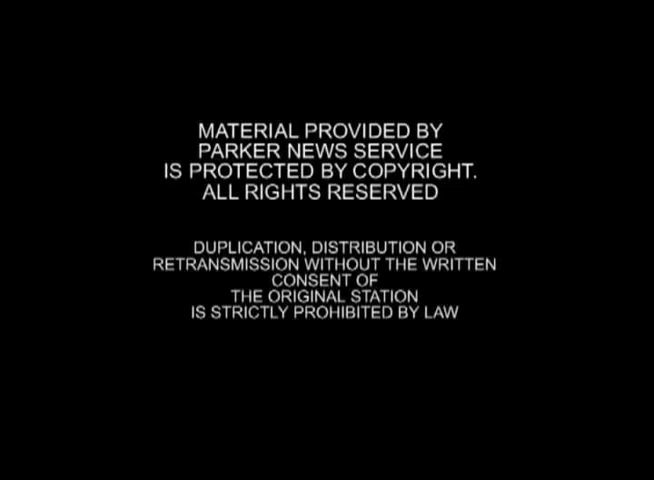 MATERIAL PROVIDED BY
PARKER NEWS SERVICE
IS PROTECTED BY COPYRIGHT.
ALL RIGHTS RESERVED
DUPLICATION, DISTRIBUTION OR
RETRANSMISSION WITHOUT THE WRITTEN
CONSENT OF
THE ORIGINAL STATION
IS STRICTLY PROHIBITED BY LAW